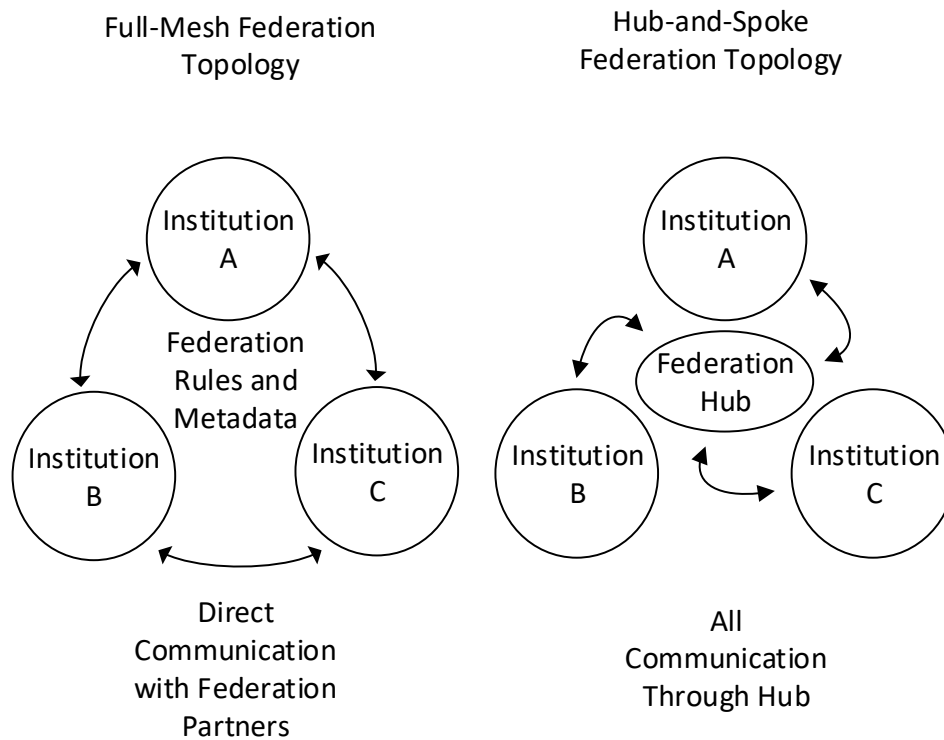 Full-Mesh Federation
Topology
Institution
A
Federation
Rules and
Metadata
Institution
B
Institution
C
Direct
Communication
with Federation
Partners
Hub-and-Spoke
Federation Topology
Institution
A
Federation
Hub
Institution
B
Institution
C
All
Communication
Through Hub